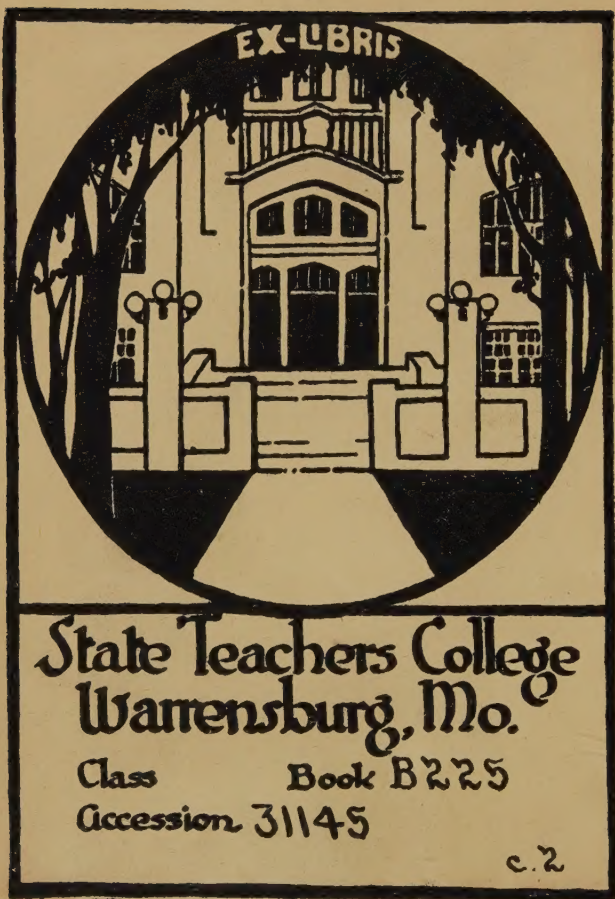 EX-LIBRIS
State Teachers College
Warrensburg, Mo.
Class Book B225
Accession 31145
c.2